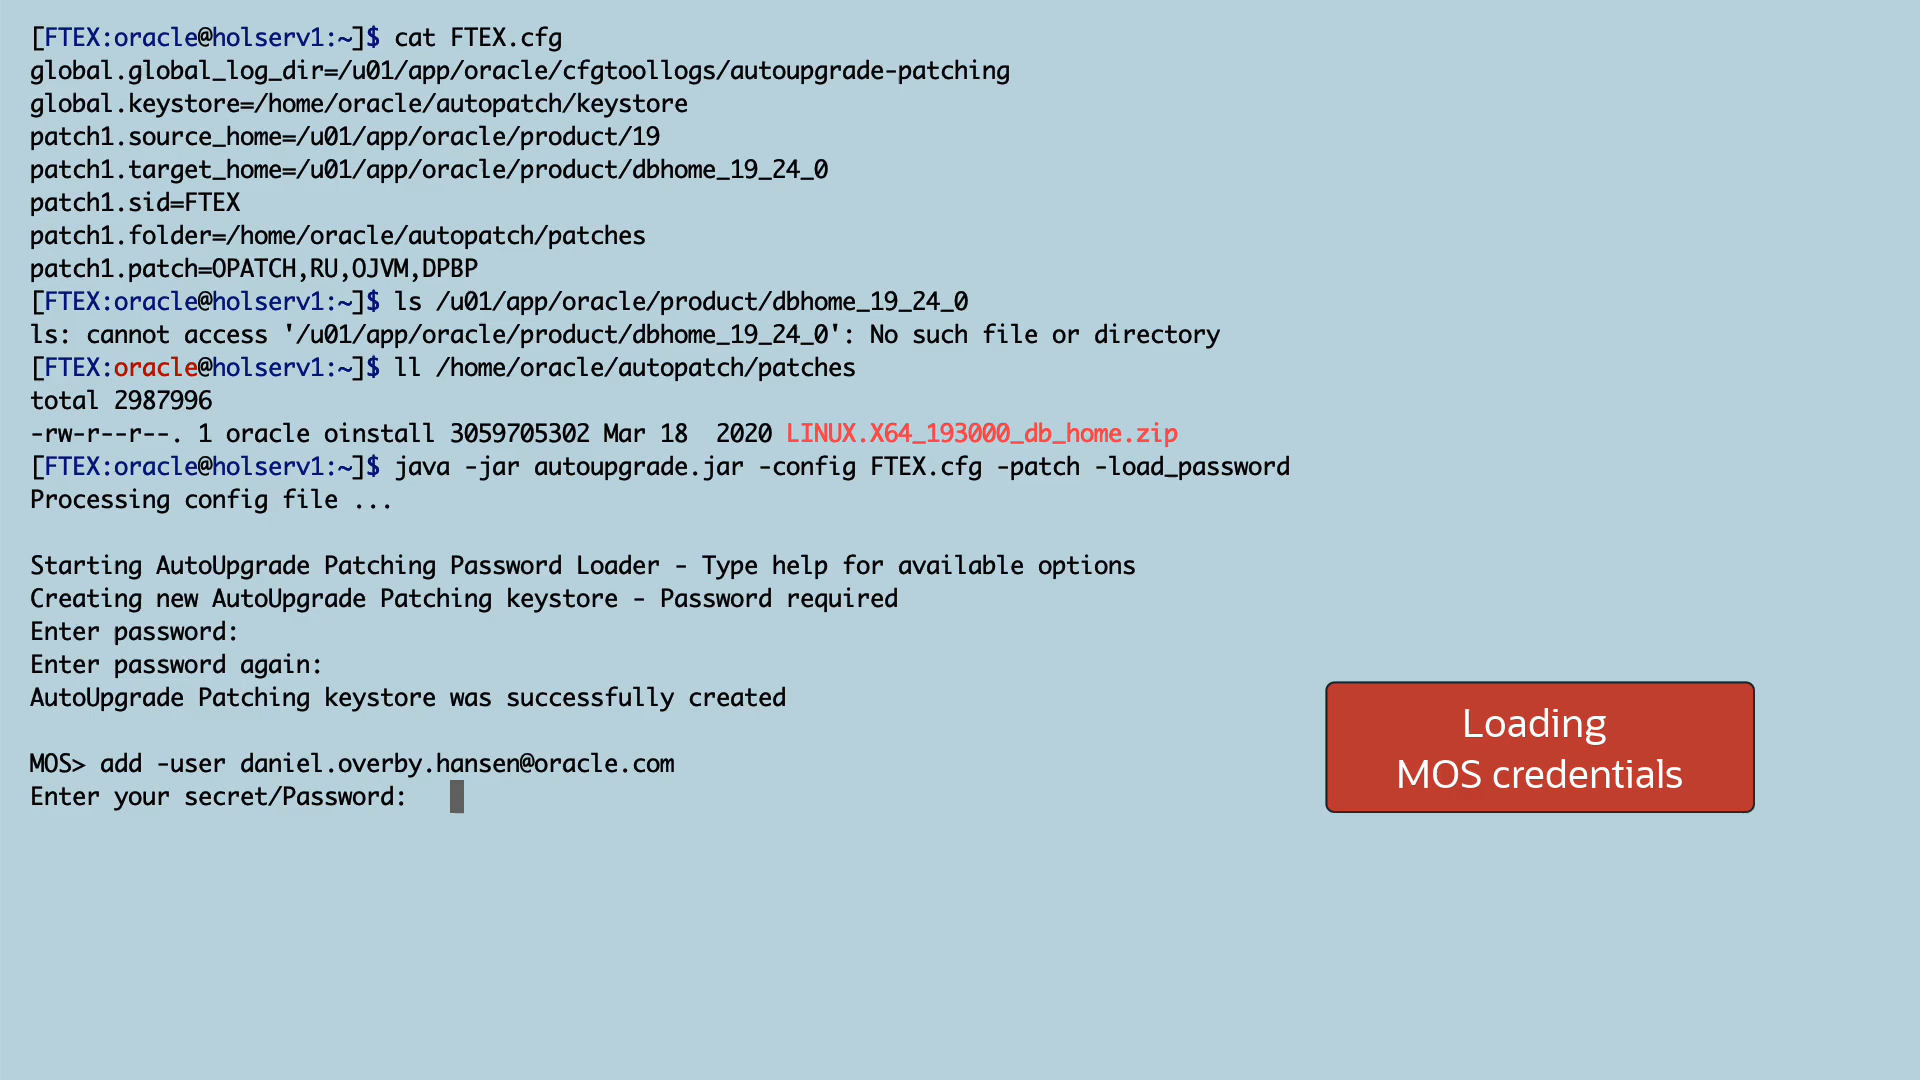 [FTEX:oracle@holserv1:~]$ cat FTEX.cfg
global.global_log_dir=/u01/app/oracle/cfgtoollogs/autoupgrade-patching
global.keystore=/home/oracle/autopatch/keystore
patch1.source_home=/u01/app/oracle/product/19
patch1.target_home=/u01/app/oracle/product/dbhome_19_24_0
patch1.sid=FTEX
patch1.folder=/home/oracle/autopatch/patches
patch1.patch=OPATCH,RU,OJVM,DPBP
[FTEX:oracle@holserv1:~]$ ls /u01/app/oracle/product/dbhome_19_24_0
ls: cannot access '/u01/app/oracle/product/dbhome_19_24_0': No such file or directory
[FTEX:oracle@holserv1:~]$ ll /home/oracle/autopatch/patches
total 2987996
-rw-r--r--. 1 oracle oinstall 3059705302 Mar 18  2020 LINUX.X64_193000_db_home.zip
[FTEX:oracle@holserv1:~]$ java -jar autoupgrade.jar -config FTEX.cfg -patch -load_password
Processing config file ...
Starting AutoUpgrade Patching Password Loader - Type help for available options
Creating new AutoUpgrade Patching keystore - Password required
Enter password:
Enter password again:
AutoUpgrade Patching keystore was successfully created
MOS> add -user daniel.overby.hansen@oracle.com
Enter your secret/Password:
Loading
MOS credentials